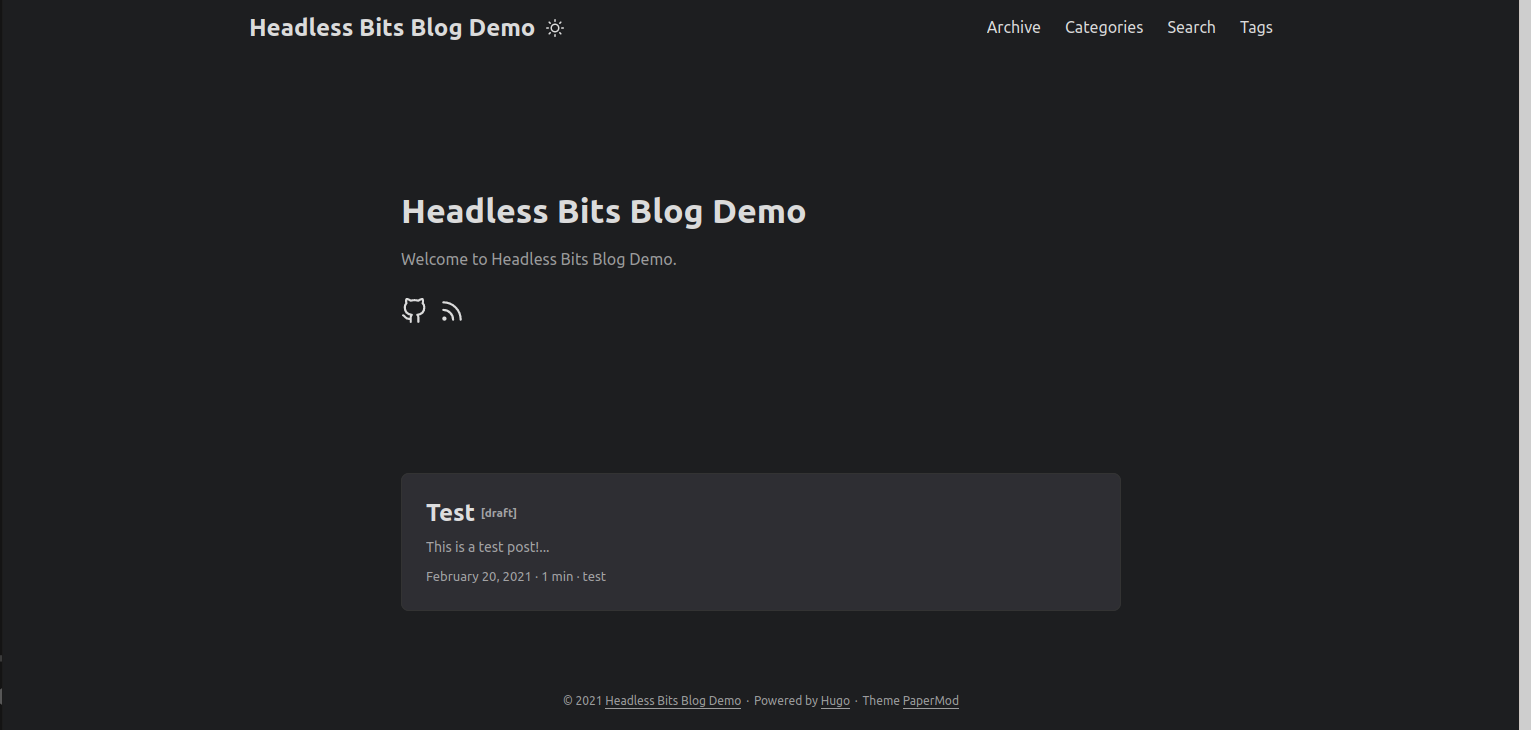 Headless Bits Blog Demo
Archive Categories Search Tags
Headless Bits Blog Demo
Welcome to Headless Bits Blog Demo.
Test [draft]
This is a test post!...
February 20, 2021 · 1 min · test
© 2021 Headless Bits Blog Demo · Powered by Hugo · Theme PaperMod